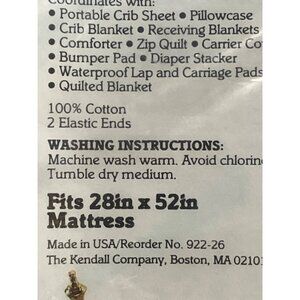 Coordinates with:
• Portable Crib Sheet • Pillowcase
• Crib Blanket • Receiving Blankets
• Comforter • Zip Quilt • Carrier Co
• Bumper Pad • Diaper Stacker
• Waterproof Lap and Carriage Pads
• Quilted Blanket
100% Cotton
2 Elastic Ends
WASHING INSTRUCTIONS:
Machine wash warm. Avoid chlorin
Tumble dry medium.
Fits 28in x 52in
Mattress
Made in USA/Reorder No. 922-26
The Kendall Company, Boston, MA 0210